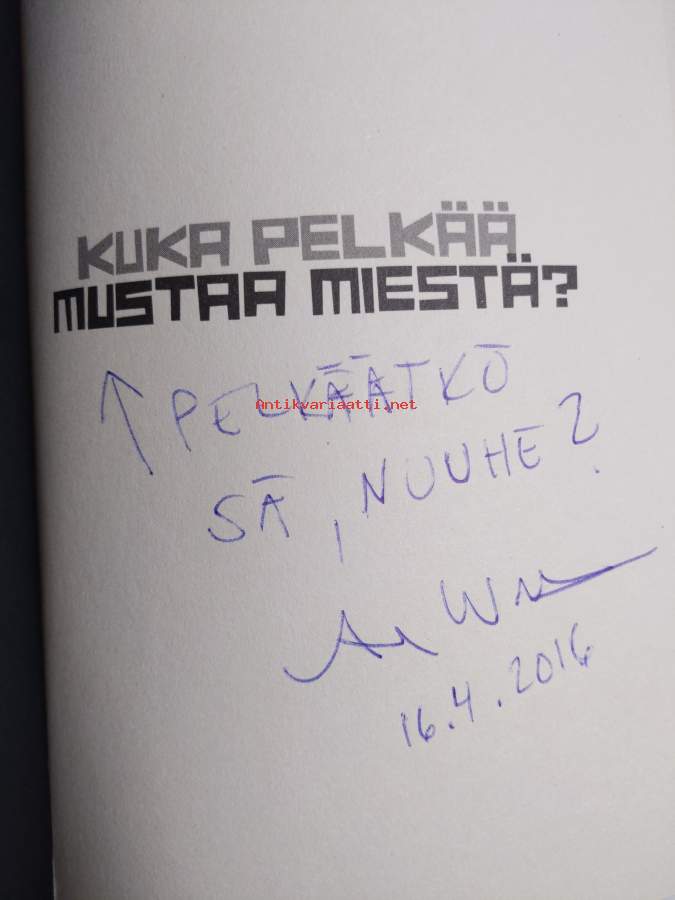 KUKA PELKÄÄ
MUSTAA MIESTÄ?
↑ PELKÄÄTKÖ
Antikvariaatti.net
SÄ, NUUHE?
16.4.2016